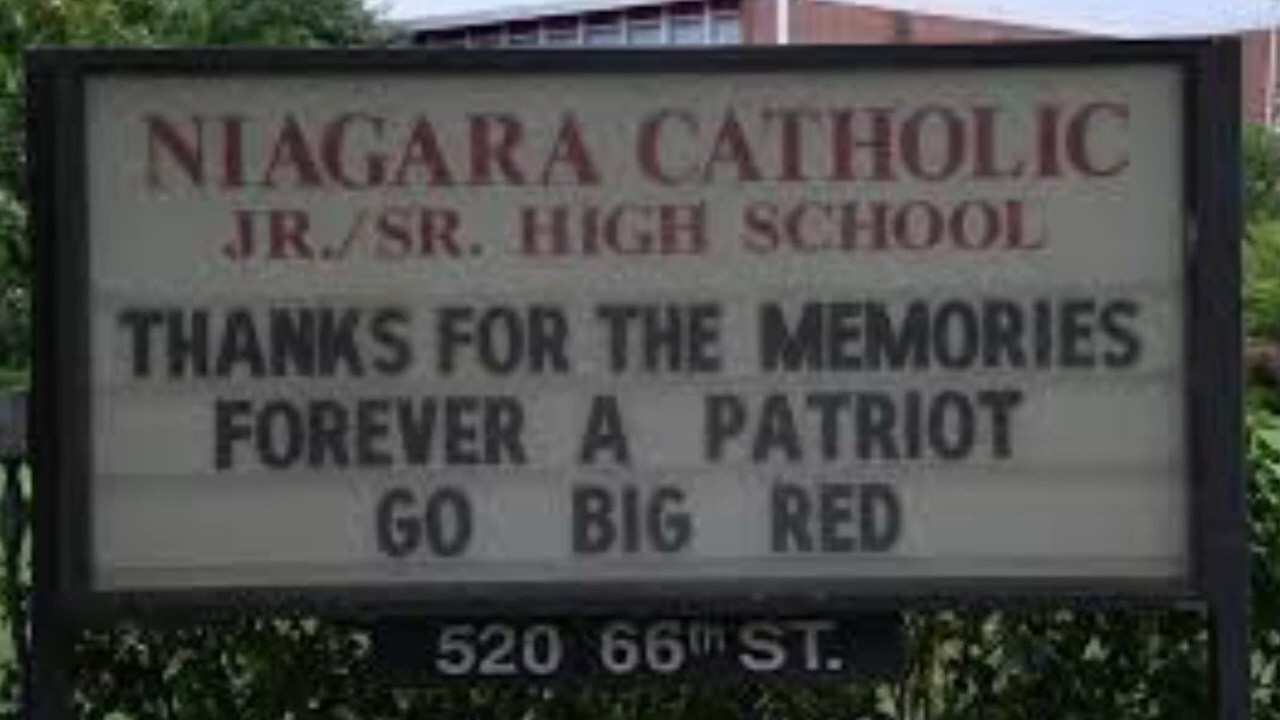 NIAGARA CATHOLIC
JR./SR. HIGH SCHOOL
THANKS FOR THE MEMORIES
FOREVER A PATRIOT
GO BIG RED
520 66th ST.